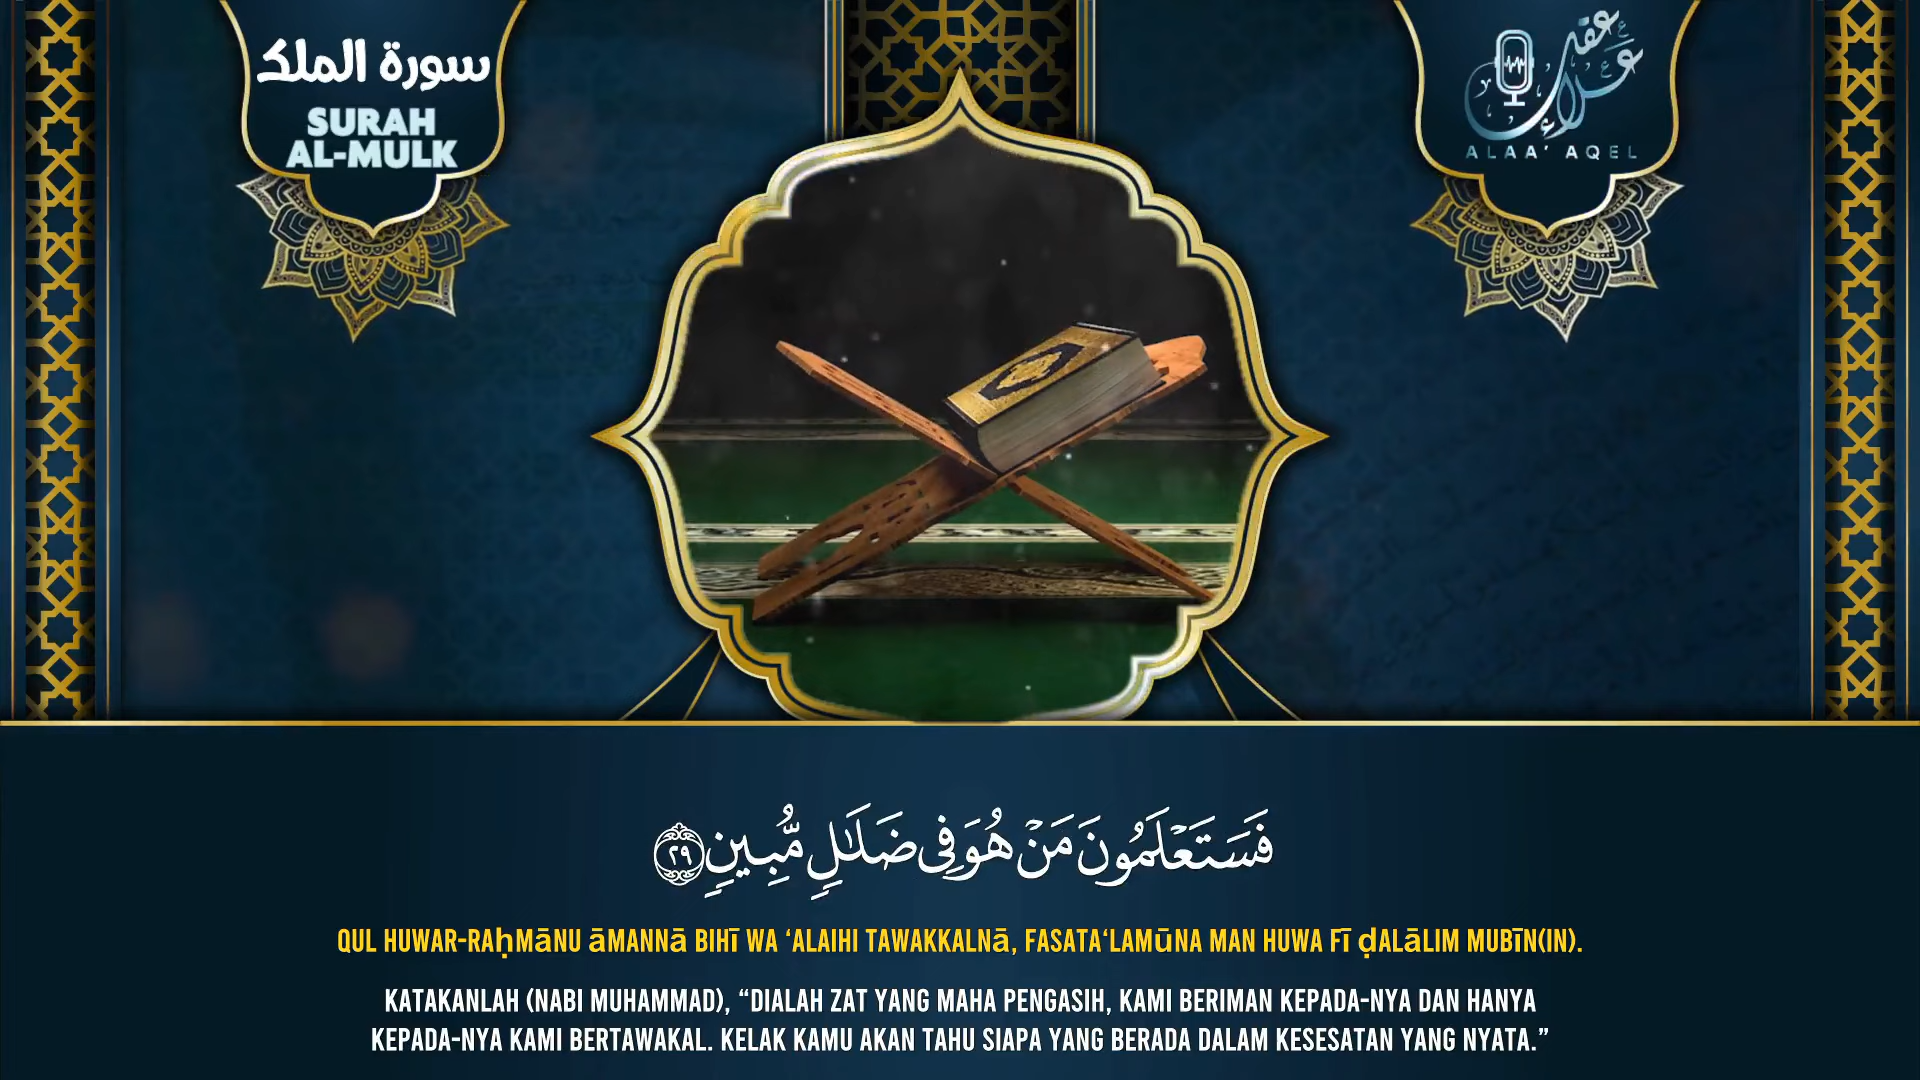 سورة الملك
SURAH
AL-MULK
علاء عقل
ALAA' AQEL
فَسَتَعْلَمُونَ مَنْ هُوَ فِى ضَلَـٰلٍ مُّبِينٍ ٢٩
QUL HUWAR-RAḥMāNU āMANNā BIHī WA ‘ALAIHI TAWAKKALNā, FASATA‘LAMūNA MAN HUWA Fī ḍALāLIM MUBīN(IN).
KATAKANLAH (NABI MUHAMMAD), “DIALAH ZAT YANG MAHA PENGASIH, KAMI BERIMAN KEPADA-NYA DAN HANYA
KEPADA-NYA KAMI BERTAWAKAL. KELAK KAMU AKAN TAHU SIAPA YANG BERADA DALAM KESESATAN YANG NYATA.”